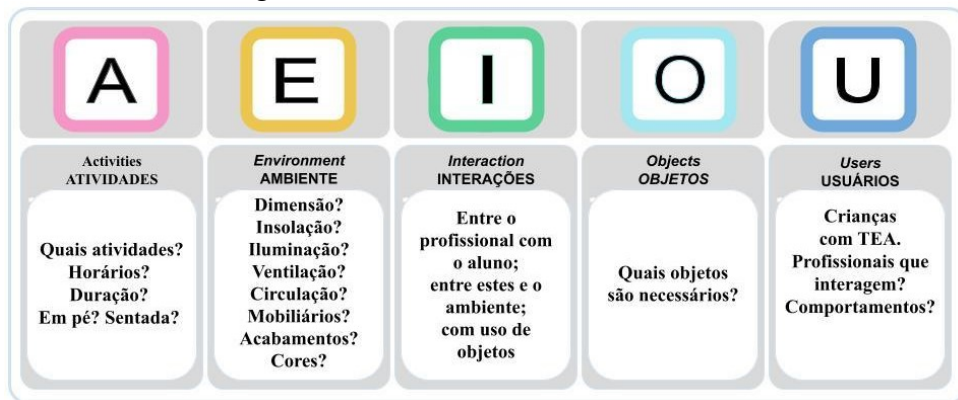 A
E
I
O
U
Activities
ATIVIDADES
Quais atividades?
Horários?
Duração?
Em pé? Sentada?
Environment
AMBIENTE
Dimensão?
Insolação?
Iluminação?
Ventilação?
Circulação?
Mobiliários?
Acabamentos?
Cores?
Interaction
INTERAÇÕES
Entre o
profissional com
o aluno;
entre estes e o
ambiente;
com uso de
objetos
Objects
OBJETOS
Quais objetos
são necessários?
Users
USUÁRIOS
Crianças
com TEA.
Profissionais que
interagem?
Comportamentos?